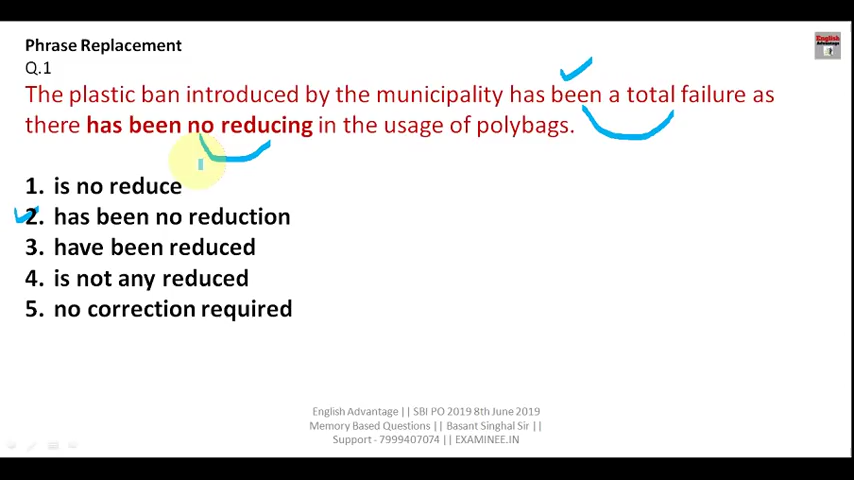 Phrase Replacement
English
Advantage
Q.1
The plastic ban introduced by the municipality has been a total failure as
there has been no reducing in the usage of polybags.
1. is no reduce
2. has been no reduction
3. have been reduced
4. is not any reduced
5. no correction required
English Advantage || SBI PO 2019 8th June 2019
Memory Based Questions || Basant Singhal Sir ||
Support - 7999407074 || EXAMINEE.IN